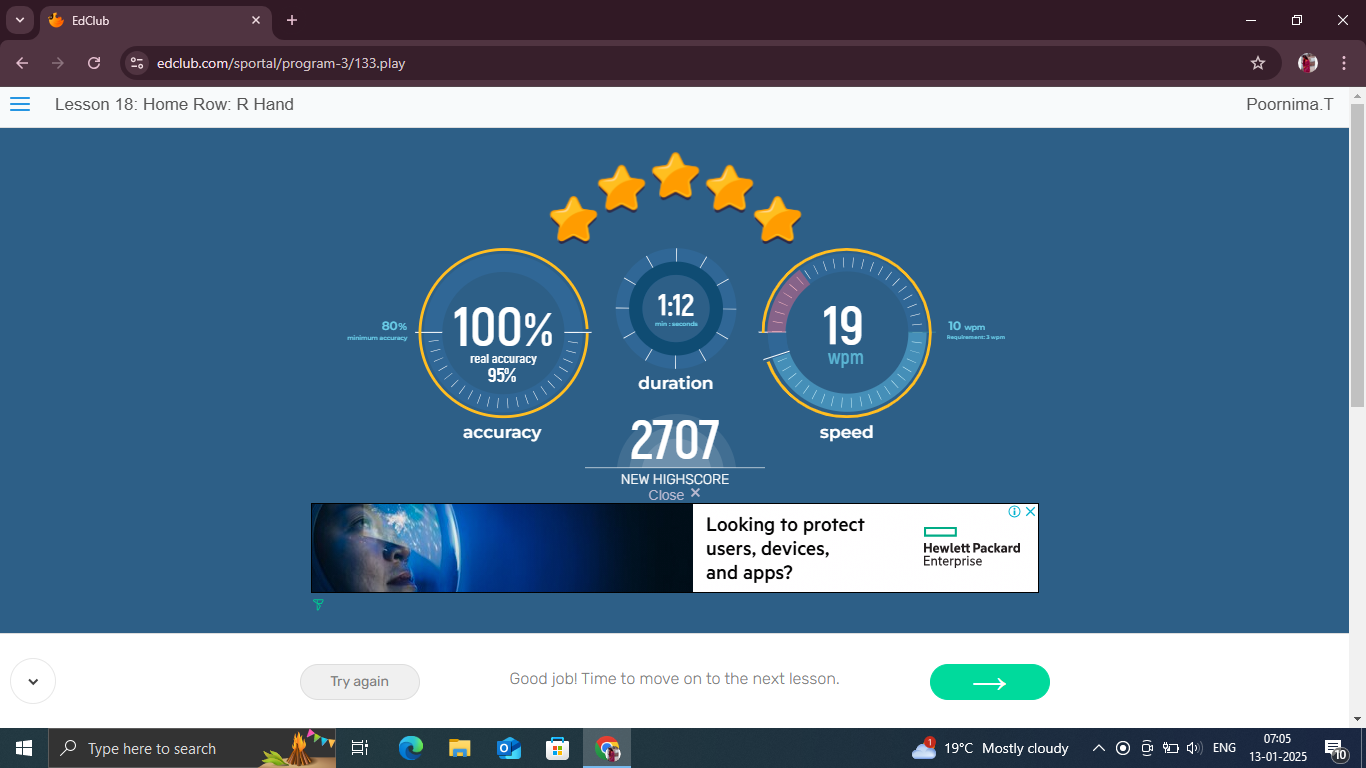 EdClub
edclub.com/sportal/program-3/133.play
Lesson 18: Home Row: R Hand
Poornima.T
80%
minimum accuracy
100%
real accuracy
95%
accuracy
1:12
min : seconds
duration
19
wpm
speed
10 wpm
Requirement: 3 wpm
2707
NEW HIGHSCORE
Close ×
Looking to protect
users, devices,
and apps?
Hewlett Packard
Enterprise
Try again
Good job! Time to move on to the next lesson.
Type here to search
1
19°C Mostly cloudy
ENG
07:05
13-01-2025
10